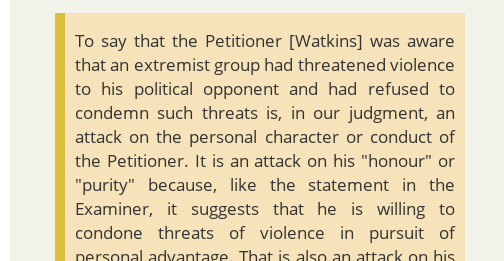 To say that the Petitioner [Watkins] was aware
that an extremist group had threatened violence
to his political opponent and had refused to
condemn such threats is, in our judgment, an
attack on the personal character or conduct of
the Petitioner. It is an attack on his "honour" or
"purity" because, like the statement in the
Examiner, it suggests that he is willing to
condone threats of violence in pursuit of
personal advantage. That is also an attack on his